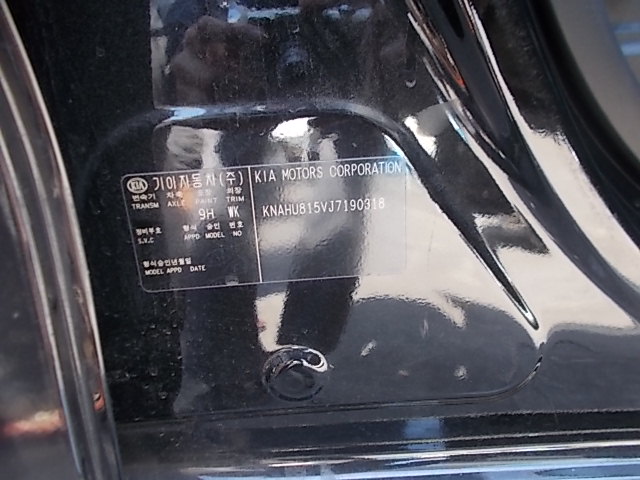 KIA 기아자동차(주)
변속기 차축 도장 의장
TRANSM AXLE PAINT TRIM
9H WK
정비부호 형식 승인 번호
S.V.C APPD MODEL NO
형식승인년월일
MODEL APPD DATE
KIA MOTORS CORPORATION
KNAHU815VJ7190318